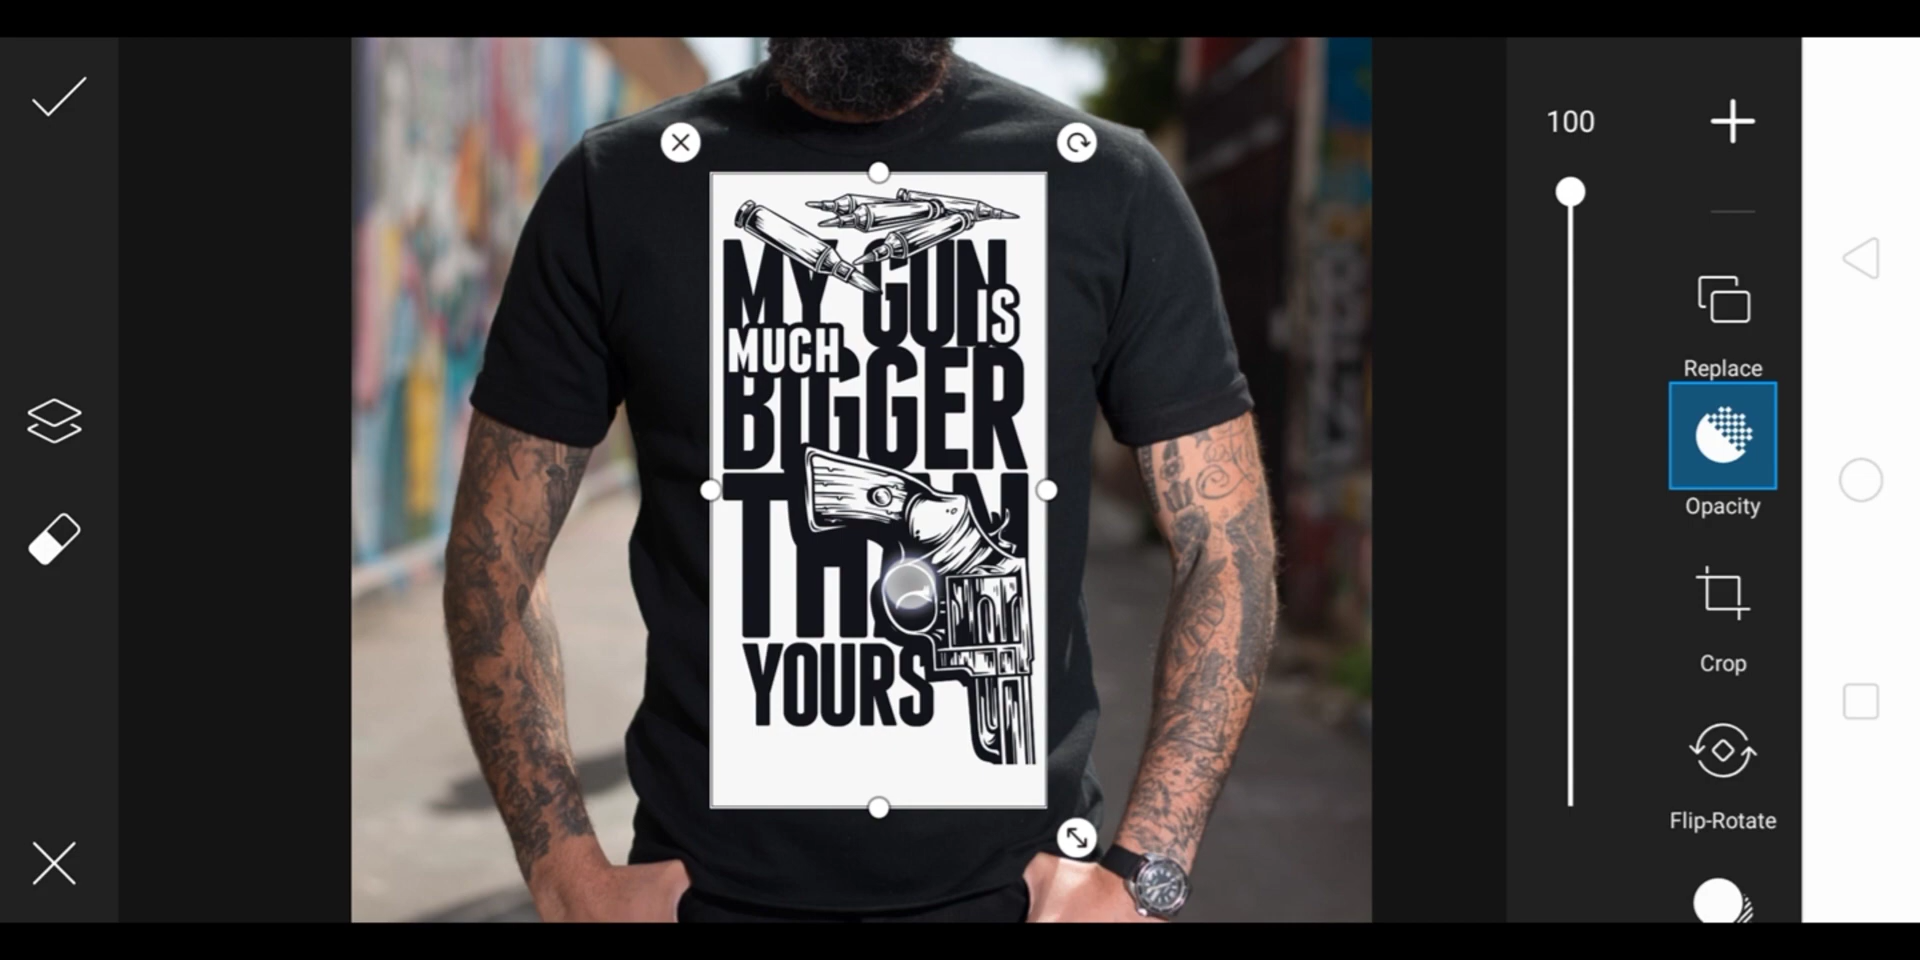 100
MY GUN
IS
MUCH
BIGGER
THAN
YOURS
Replace
Opacity
Crop
Flip-Rotate